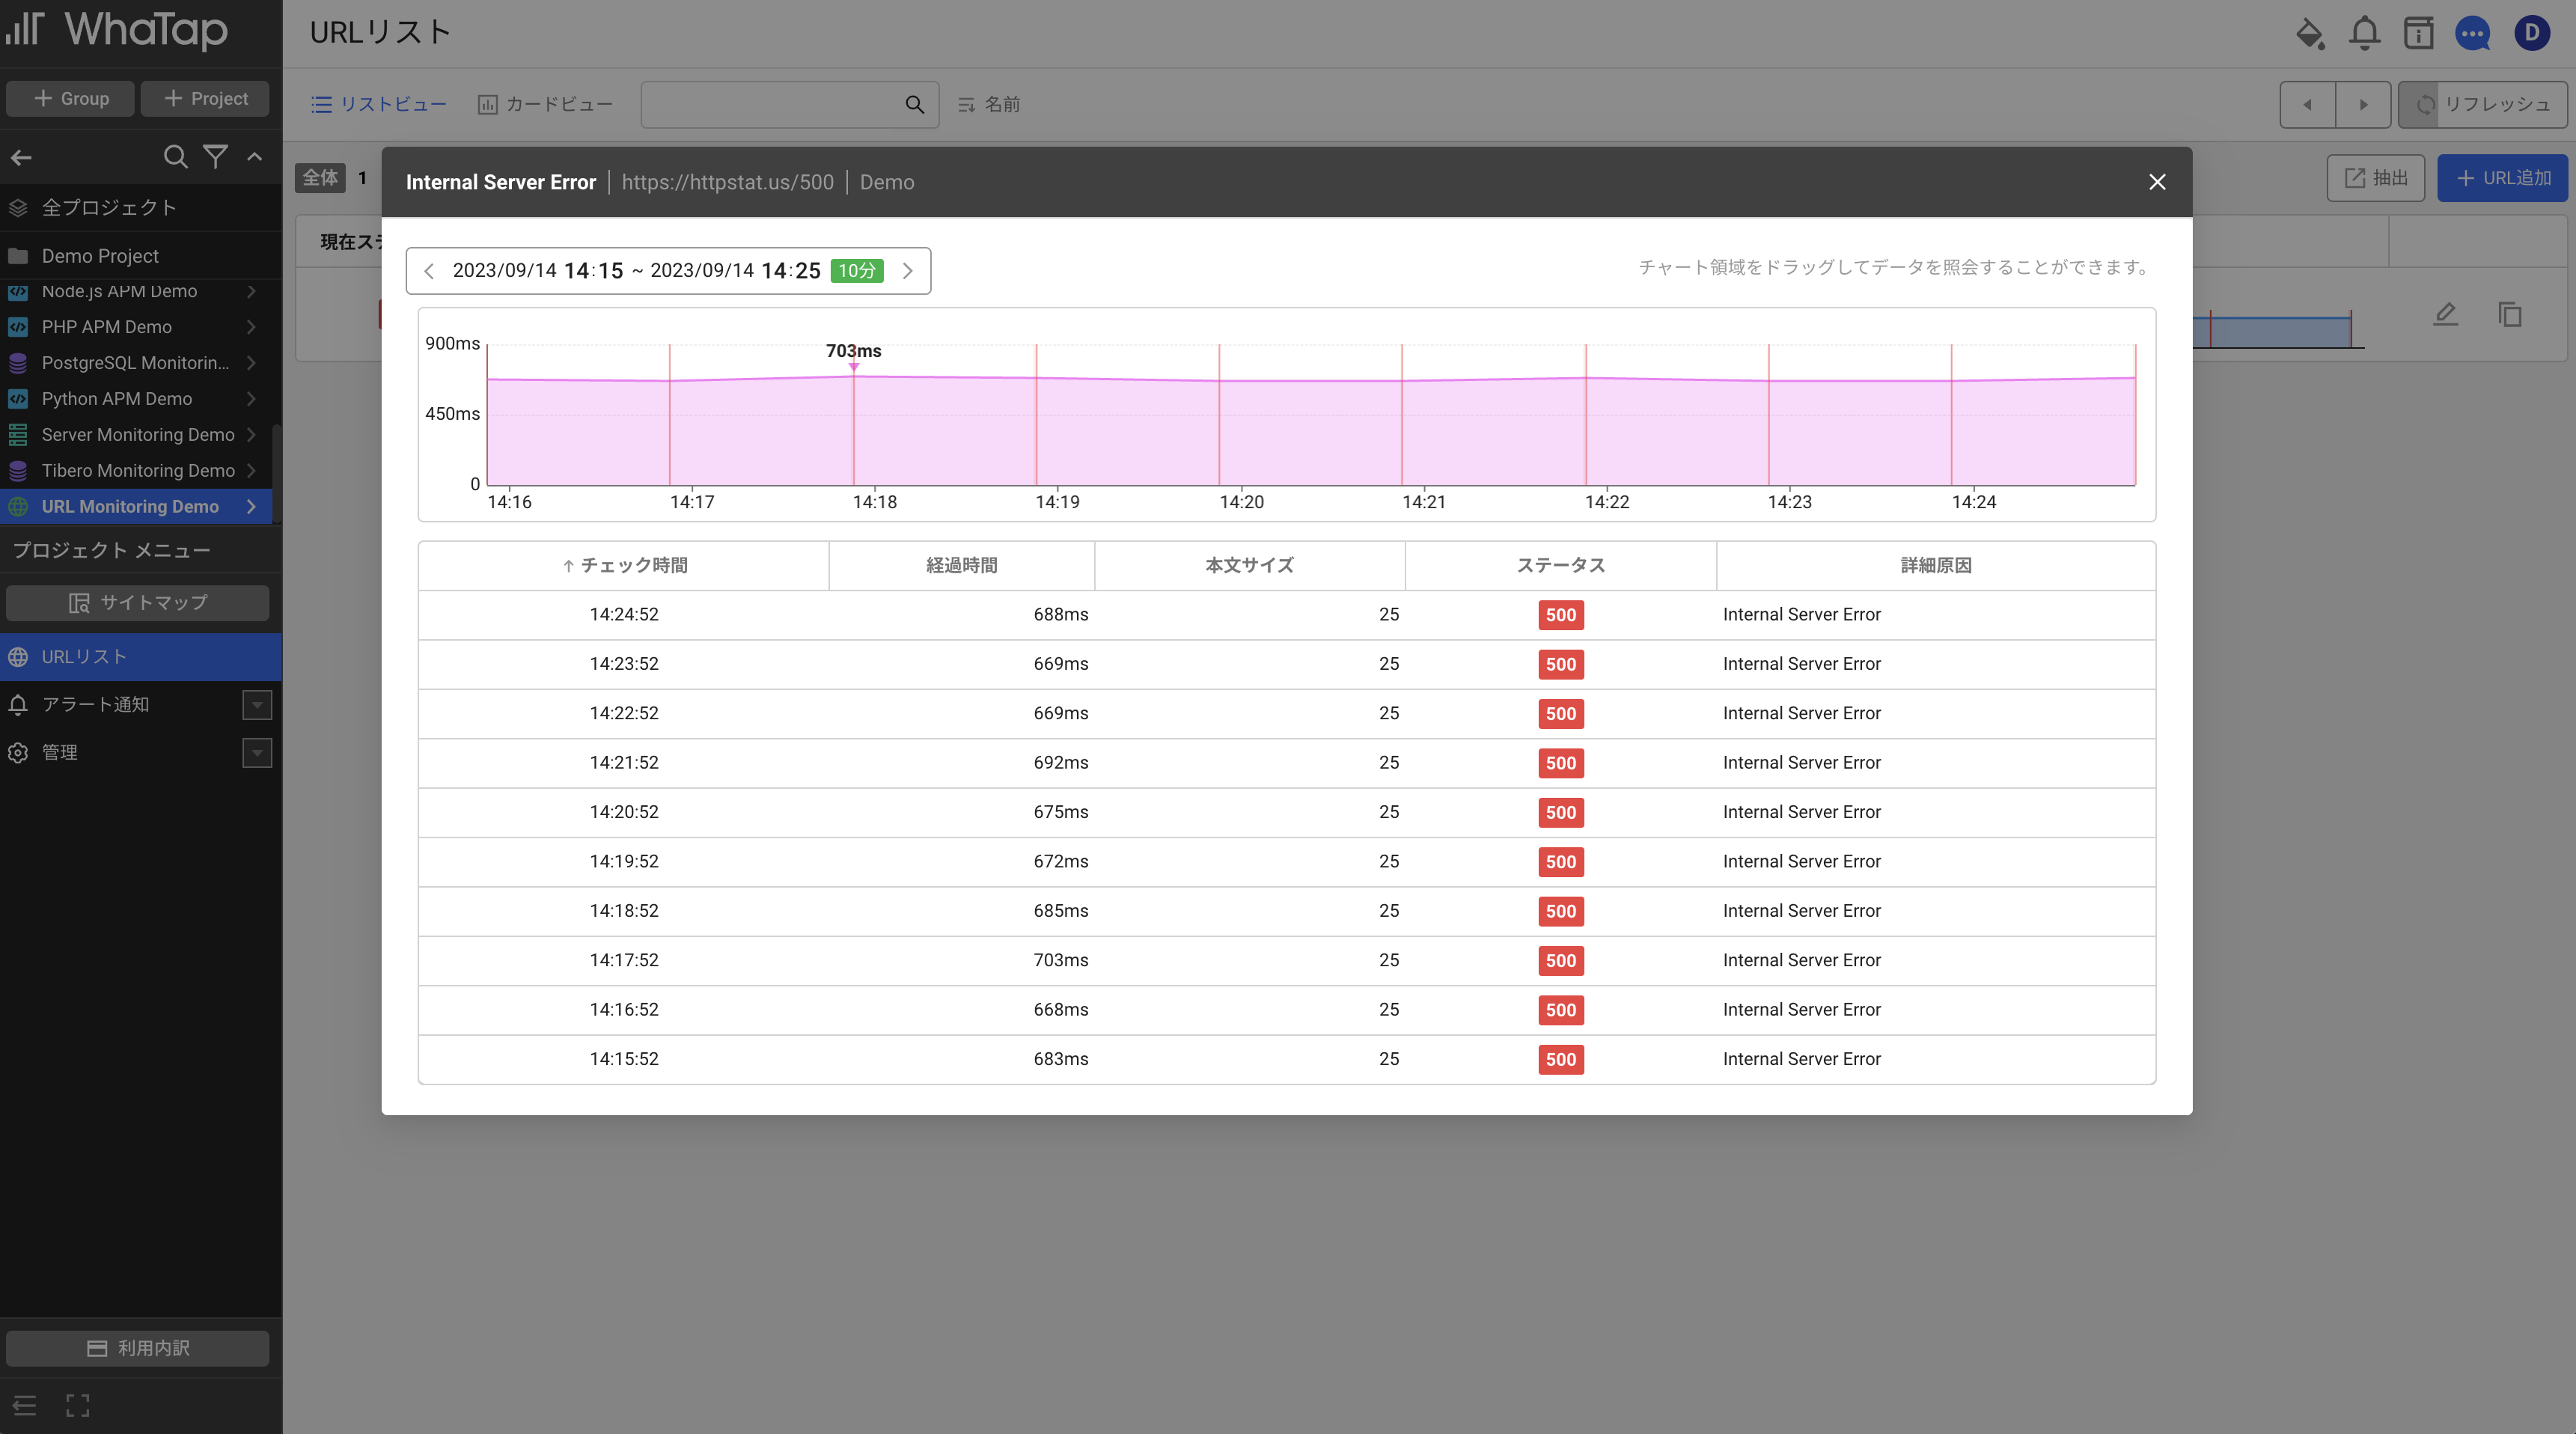 WhaTap
URLリスト
D
Group
Project
リストビュー
カードビュー
名前
リフレッシュ
全プロジェクト
Demo Project
Node.js APM Demo
PHP APM Demo
PostgreSQL Monitorin...
Python APM Demo
Server Monitoring Demo
Tibero Monitoring Demo
URL Monitoring Demo
プロジェクト メニュー
サイトマップ
URLリスト
アラート通知
管理
利用内訳
全体 1
抽出
URL追加
現在ス
Internal Server Error | https://httpstat.us/500 | Demo
2023/09/14 14:15 ~ 2023/09/14 14:25 10分
チャート領域をドラッグしてデータを照会することができます。
900ms
703ms
450ms
0
14:16 14:17 14:18 14:19 14:20 14:21 14:22 14:23 14:24
↑ チェック時間 経過時間 本文サイズ ステータス 詳細原因
14:24:52 688ms 25 500 Internal Server Error
14:23:52 669ms 25 500 Internal Server Error
14:22:52 669ms 25 500 Internal Server Error
14:21:52 692ms 25 500 Internal Server Error
14:20:52 675ms 25 500 Internal Server Error
14:19:52 672ms 25 500 Internal Server Error
14:18:52 685ms 25 500 Internal Server Error
14:17:52 703ms 25 500 Internal Server Error
14:16:52 668ms 25 500 Internal Server Error
14:15:52 683ms 25 500 Internal Server Error